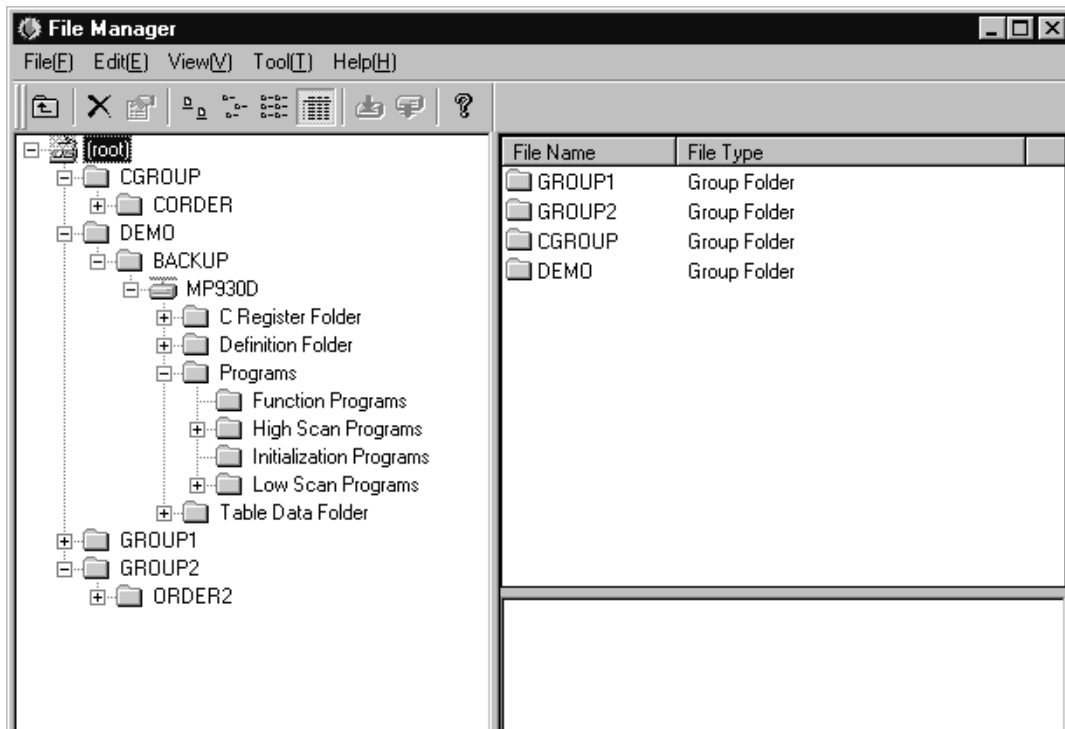 File Manager
File(F) Edit(E) View(V) Tool(T) Help(H)
(root)
CGROUP
CORDER
DEMO
BACKUP
MP930D
C Register Folder
Definition Folder
Programs
Function Programs
High Scan Programs
Initialization Programs
Low Scan Programs
Table Data Folder
GROUP1
GROUP2
ORDER2
File Name File Type
GROUP1 Group Folder
GROUP2 Group Folder
CGROUP Group Folder
DEMO Group Folder